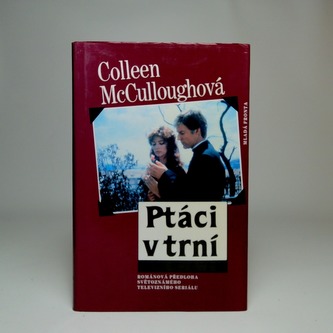 Colleen
McCulloughová
MLADÁ FRONTA
Ptáci
v trní
ROMÁNOVÁ PŘEDLOHA
SVĚTOZNÁMÉHO
TELEVIZNÍHO SERIÁLU